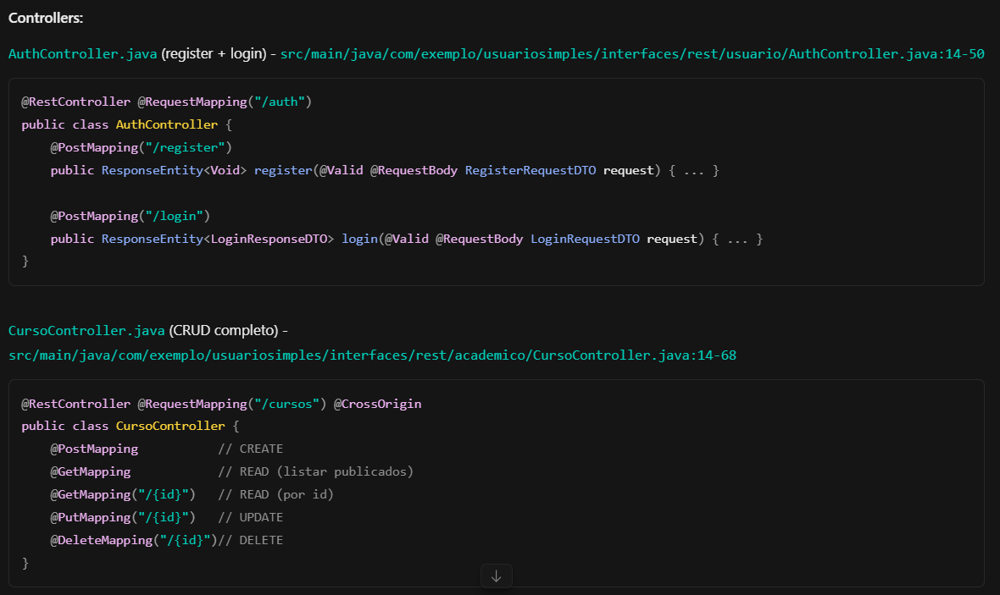 Controllers:
AuthController.java (register + login) - src/main/java/com/exemplo/usuariosimples/interfaces/rest/usuario/AuthController.java:14-50
@RestController @RequestMapping("/auth")
public class AuthController {
    @PostMapping("/register")
    public ResponseEntity<Void> register(@Valid @RequestBody RegisterRequestDTO request) { ... }
    @PostMapping("/login")
    public ResponseEntity<LoginResponseDTO> login(@Valid @RequestBody LoginRequestDTO request) { ... }
}
CursoController.java (CRUD completo) -
src/main/java/com/exemplo/usuariosimples/interfaces/rest/academico/CursoController.java:14-68
@RestController @RequestMapping("/cursos") @CrossOrigin
public class CursoController {
    @PostMapping           // CREATE
    @GetMapping            // READ (listar publicados)
    @GetMapping("/{id}")   // READ (por id)
    @PutMapping("/{id}")   // UPDATE
    @DeleteMapping("/{id}")// DELETE
}